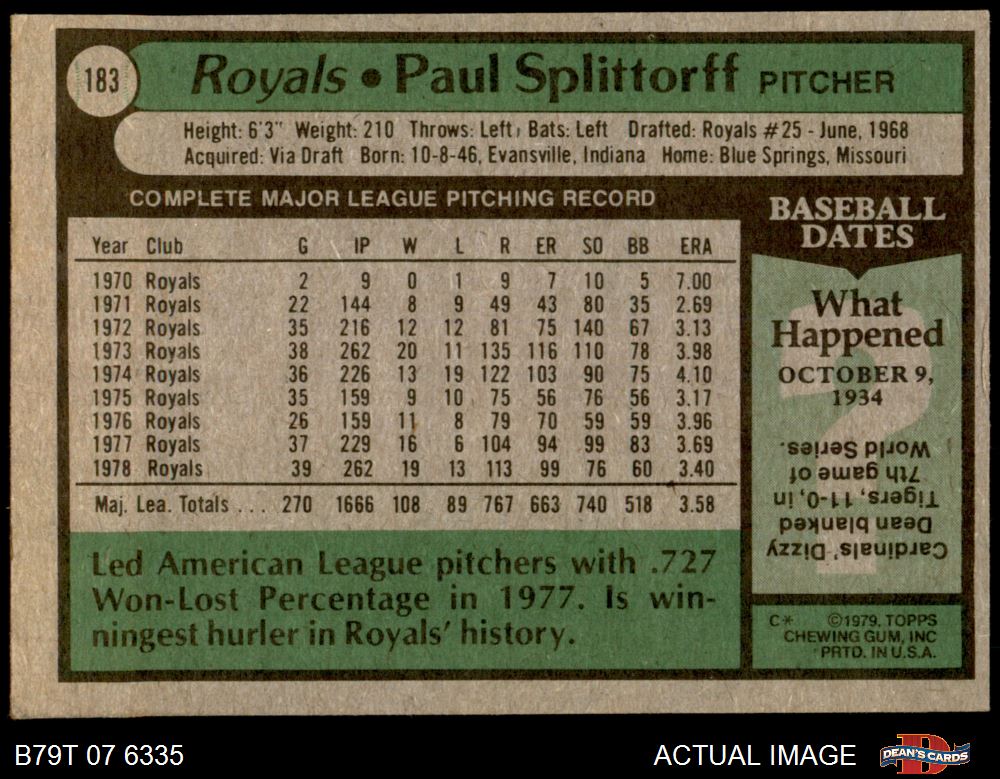 183
Royals • Paul Splittorff PITCHER
Height: 6'3" Weight: 210 Throws: Left Bats: Left Drafted: Royals #25 - June, 1968
Acquired: Via Draft Born: 10-8-46, Evansville, Indiana Home: Blue Springs, Missouri
COMPLETE MAJOR LEAGUE PITCHING RECORD
Year Club G IP W L R ER SO BB ERA
1970 Royals 2 9 0 1 9 7 10 5 7.00
1971 Royals 22 144 8 9 49 43 80 35 2.69
1972 Royals 35 216 12 12 81 75 140 67 3.13
1973 Royals 38 262 20 11 135 116 110 78 3.98
1974 Royals 36 226 13 19 122 103 90 75 4.10
1975 Royals 35 159 9 10 75 56 76 56 3.17
1976 Royals 26 159 11 8 79 70 59 59 3.96
1977 Royals 37 229 16 6 104 94 99 83 3.69
1978 Royals 39 262 19 13 113 99 76 60 3.40
Maj. Lea. Totals . . . 270 1666 108 89 767 663 740 518 3.58
Led American League pitchers with .727
Won-Lost Percentage in 1977. Is win-
ningest hurler in Royals' history.
BASEBALL
DATES
What
Happened
OCTOBER 9,
1934
?
Cardinals' Dizzy
Dean blanked
Tigers, 11-0, in
7th game of
World Series.
C* ©1979. TOPPS
CHEWING GUM, INC
PRTD. IN U.S.A.
B79T 07 6335
ACTUAL IMAGE
D
DEAN'S CARDS